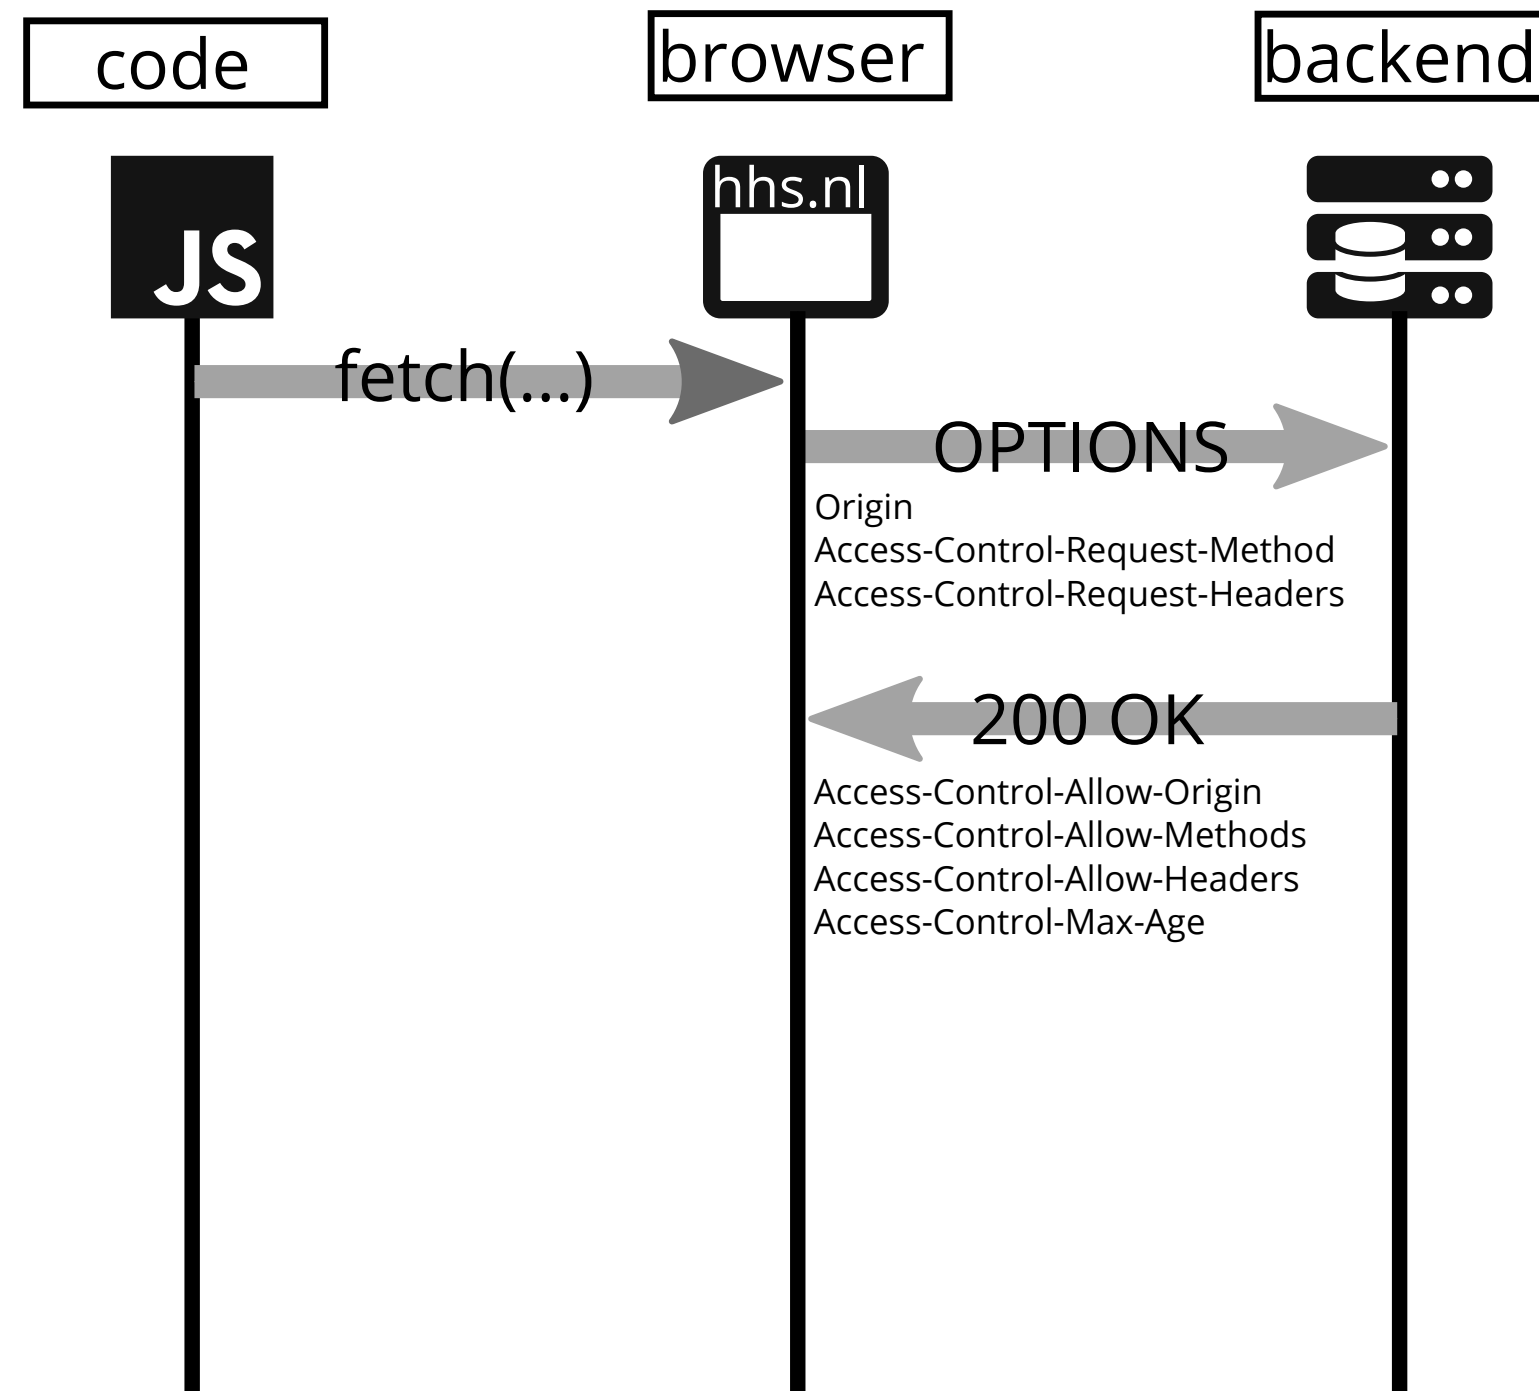 code
browser
backend
JS
hhs.nl
fetch(...)
OPTIONS
Origin
Access-Control-Request-Method
Access-Control-Request-Headers
200 OK
Access-Control-Allow-Origin
Access-Control-Allow-Methods
Access-Control-Allow-Headers
Access-Control-Max-Age